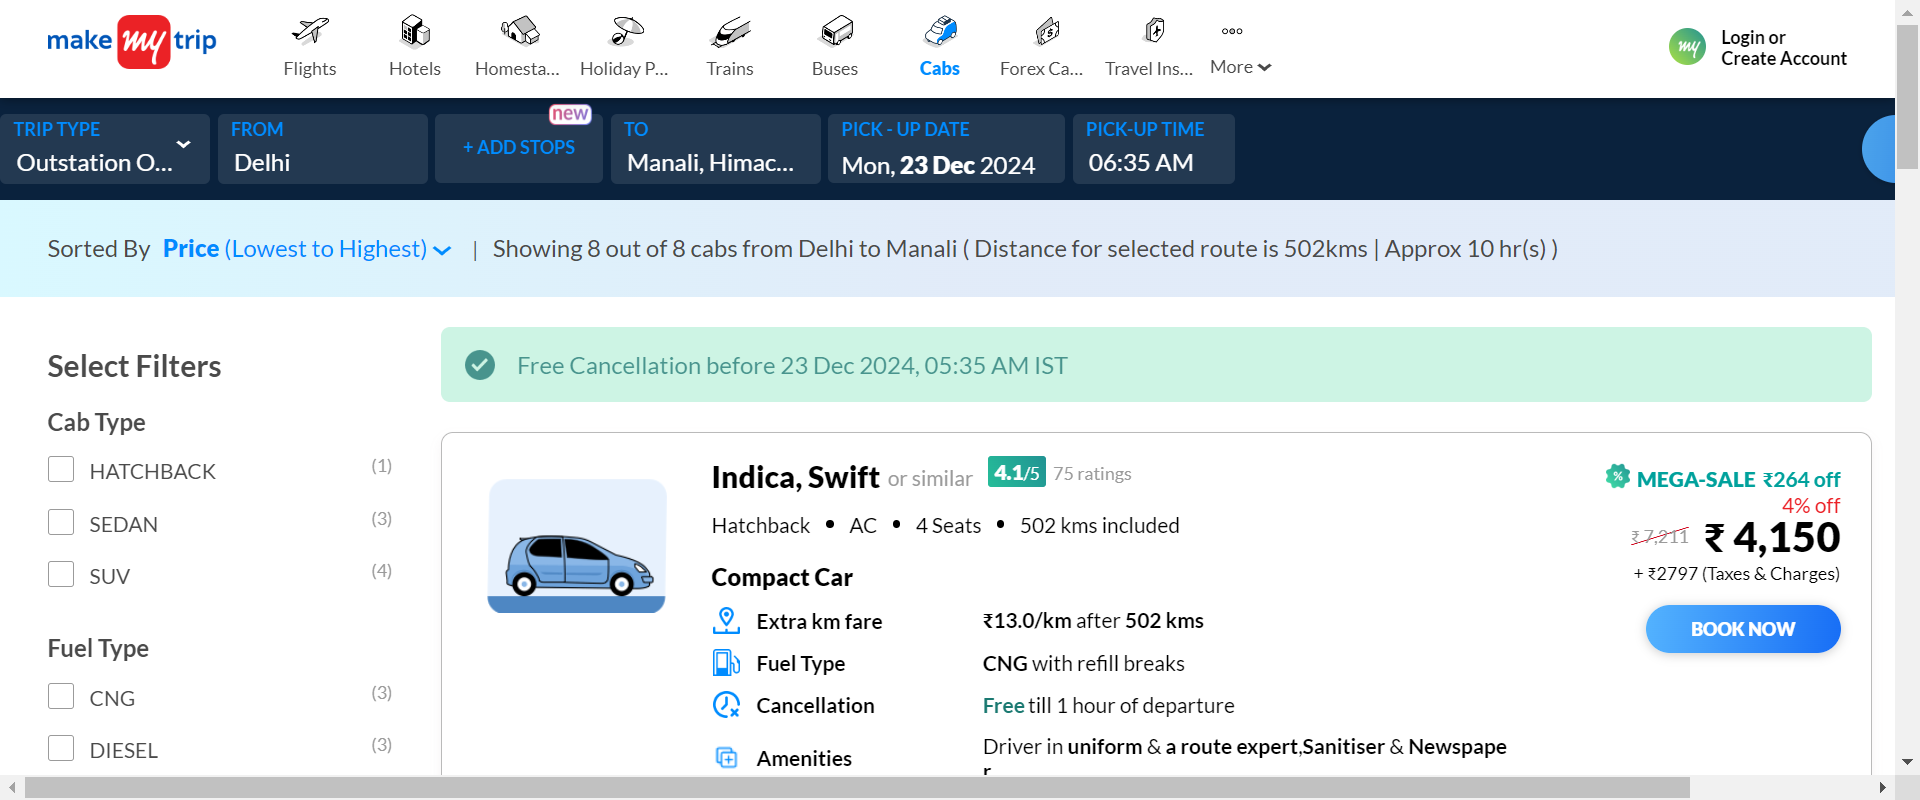 make my trip
Flights
Hotels
Homesta...
Holiday P...
Trains
Buses
Cabs
Forex Ca...
Travel Ins...
More
my
Login or
Create Account
TRIP TYPE
Outstation O...
FROM
Delhi
new
+ ADD STOPS
TO
Manali, Himac...
PICK - UP DATE
Mon, 23 Dec 2024
PICK-UP TIME
06:35 AM
Sorted By Price (Lowest to Highest) | Showing 8 out of 8 cabs from Delhi to Manali ( Distance for selected route is 502kms | Approx 10 hr(s) )
Select Filters
Cab Type
HATCHBACK (1)
SEDAN (3)
SUV (4)
Fuel Type
CNG (3)
DIESEL (3)
Free Cancellation before 23 Dec 2024, 05:35 AM IST
Indica, Swift or similar 4.1/5 75 ratings
Hatchback • AC • 4 Seats • 502 kms included
Compact Car
Extra km fare ₹13.0/km after 502 kms
Fuel Type CNG with refill breaks
Cancellation Free till 1 hour of departure
Amenities Driver in uniform & a route expert,Sanitiser & Newspape
r
% MEGA-SALE ₹264 off
4% off
₹ 7,211 ₹ 4,150
+ ₹2797 (Taxes & Charges)
BOOK NOW